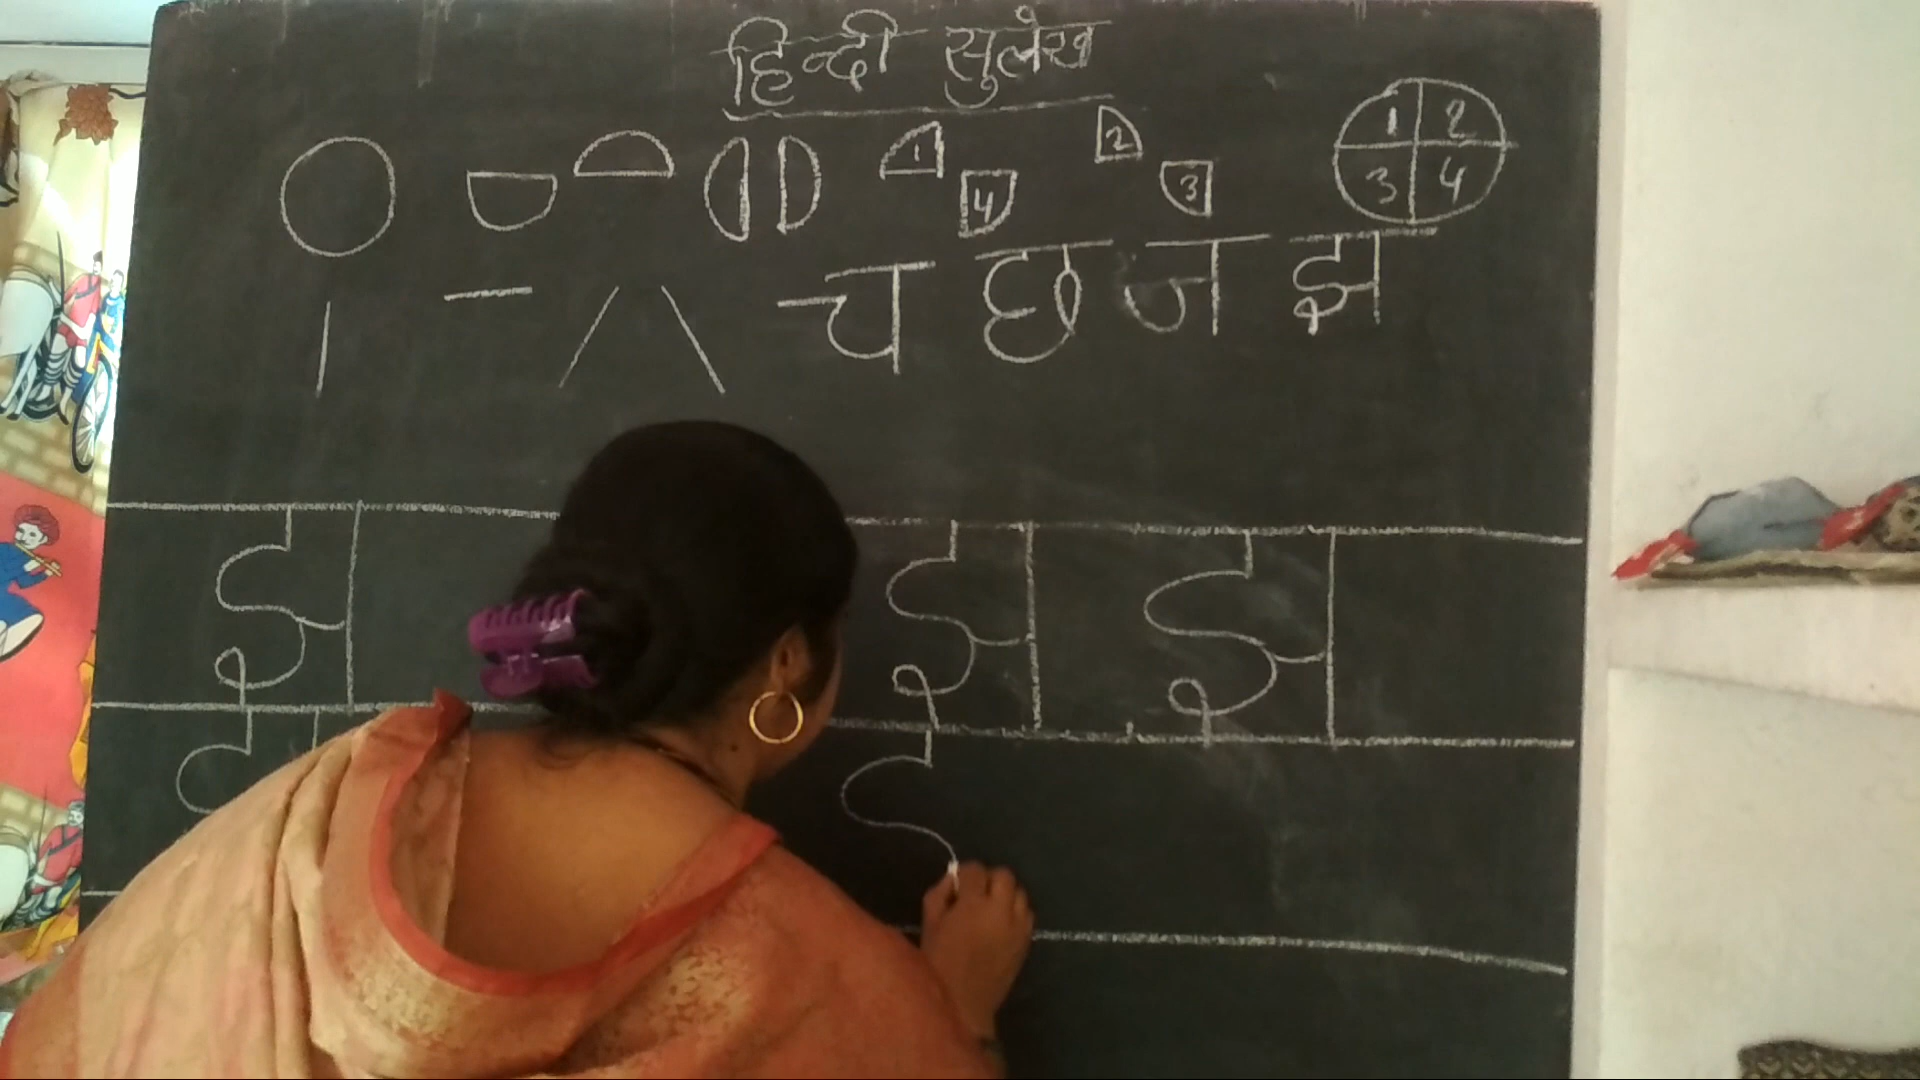 हिन्दी सुलेख
1 4 2 3
1 2
3 4
च छ ज झ
झ झ झ